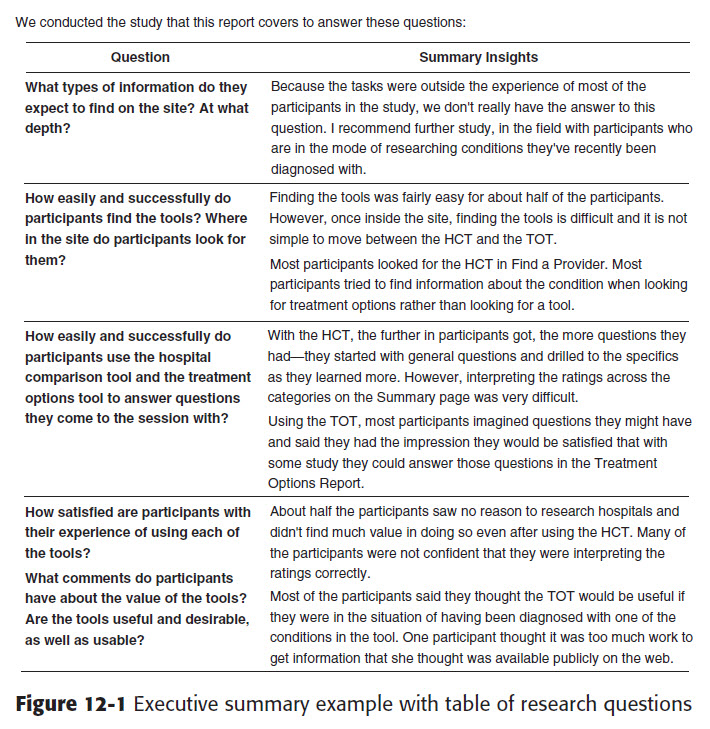 We conducted the study that this report covers to answer these questions:
Question
Summary Insights
What types of information do they
expect to find on the site? At what
depth?
Because the tasks were outside the experience of most of the
participants in the study, we don't really have the answer to this
question. I recommend further study, in the field with participants who
are in the mode of researching conditions they've recently been
diagnosed with.
How easily and successfully do
participants find the tools? Where
in the site do participants look for
them?
Finding the tools was fairly easy for about half of the participants.
However, once inside the site, finding the tools is difficult and it is not
simple to move between the HCT and the TOT.
Most participants looked for the HCT in Find a Provider. Most
participants tried to find information about the condition when looking
for treatment options rather than looking for a tool.
How easily and successfully do
participants use the hospital
comparison tool and the treatment
options tool to answer questions
they come to the session with?
With the HCT, the further in participants got, the more questions they
had—they started with general questions and drilled to the specifics
as they learned more. However, interpreting the ratings across the
categories on the Summary page was very difficult.
Using the TOT, most participants imagined questions they might have
and said they had the impression they would be satisfied that with
some study they could answer those questions in the Treatment
Options Report.
How satisfied are participants with
their experience of using each of
the tools?
What comments do participants
have about the value of the tools?
Are the tools useful and desirable,
as well as usable?
About half the participants saw no reason to research hospitals and
didn't find much value in doing so even after using the HCT. Many of
the participants were not confident that they were interpreting the
ratings correctly.
Most of the participants said they thought the TOT would be useful if
they were in the situation of having been diagnosed with one of the
conditions in the tool. One participant thought it was too much work to
get information that she thought was available publicly on the web.
Figure 12-1 Executive summary example with table of research questions